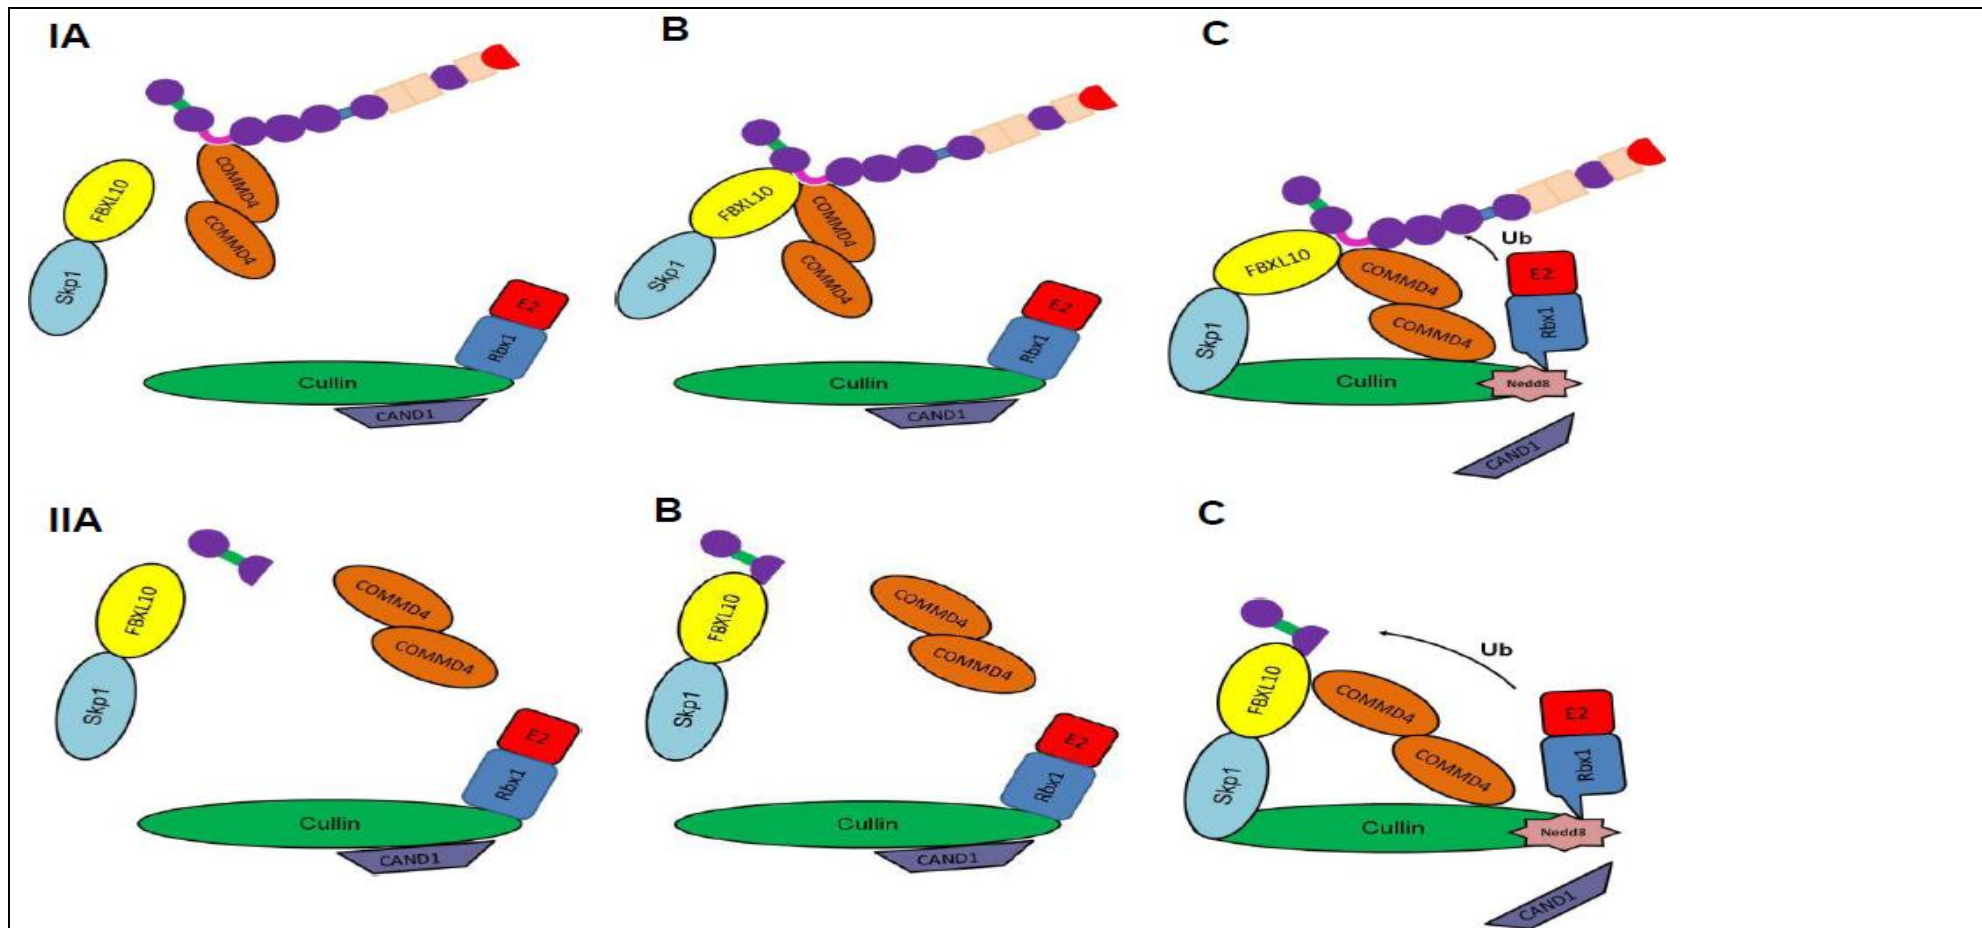 IA
B
C
FBXL10
COMMD4
COMMD4
Skp1
E2
Rbx1
Cullin
CAND1
FBXL10
COMMD4
COMMD4
Skp1
E2
Rbx1
Cullin
CAND1
Ub
FBXL10
COMMD4
COMMD4
Skp1
E2
Rbx1
Cullin
Nedd8
CAND1
IIA
B
C
FBXL10
COMMD4
COMMD4
Skp1
E2
Rbx1
Cullin
CAND1
FBXL10
COMMD4
COMMD4
Skp1
E2
Rbx1
Cullin
CAND1
Ub
FBXL10
COMMD4
COMMD4
Skp1
E2
Rbx1
Cullin
Nedd8
CAND1